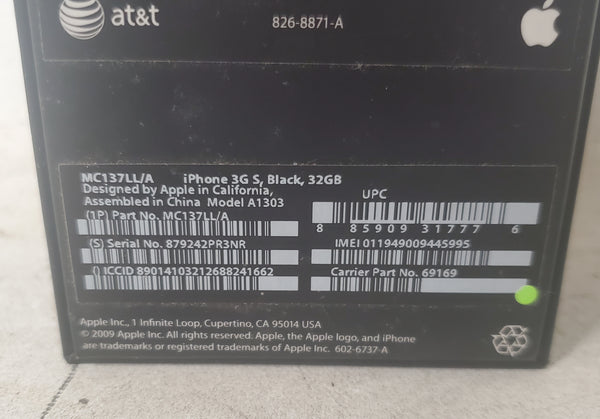 at&t
826-8871-A
MC137LL/A iPhone 3G S, Black, 32GB
Designed by Apple in California,
Assembled in China Model A1303
(1P) Part No. MC137LL/A
UPC
8 85909 31777 6
(S) Serial No. 879242PR3NR
IMEI 011949009445995
() ICCID 89014103212688241662
Carrier Part No. 69169
Apple Inc., 1 Infinite Loop, Cupertino, CA 95014 USA
© 2009 Apple Inc. All rights reserved. Apple, the Apple logo, and iPhone
are trademarks or registered trademarks of Apple Inc. 602-6737-A